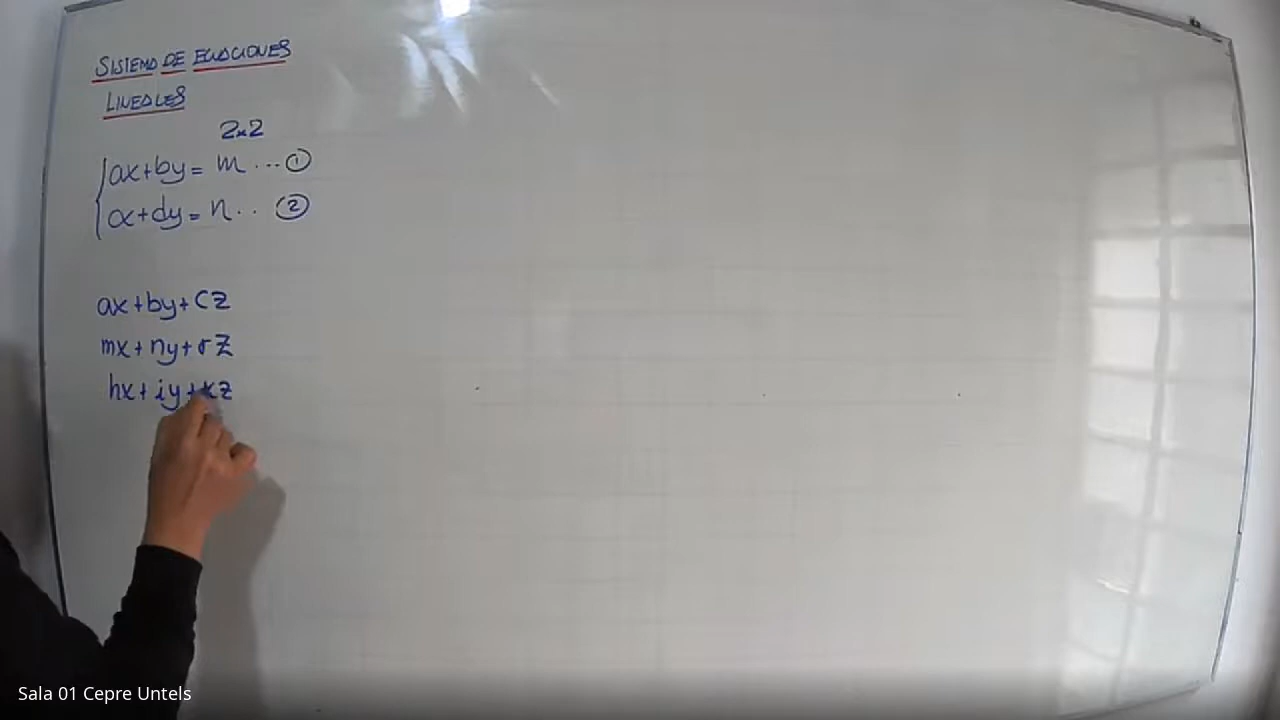 SISTEMA DE ECUACIONES
LINEALES
2x2
ax+by= m ... ①
cx+dy= n .. ②
ax+by+cz
mx+ny+rz
hx+iy+kz
Sala 01 Cepre Untels